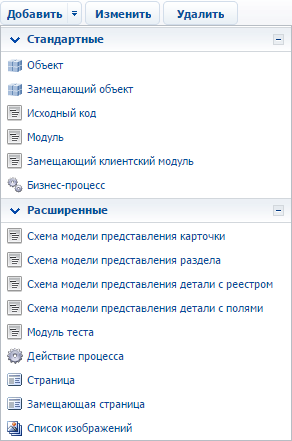 Добавить Изменить Удалить
Стандартные
Объект
Замещающий объект
Исходный код
Модуль
Замещающий клиентский модуль
Бизнес-процесс
Расширенные
Схема модели представления карточки
Схема модели представления раздела
Схема модели представления детали с реестром
Схема модели представления детали с полями
Модуль теста
Действие процесса
Страница
Замещающая страница
Список изображений